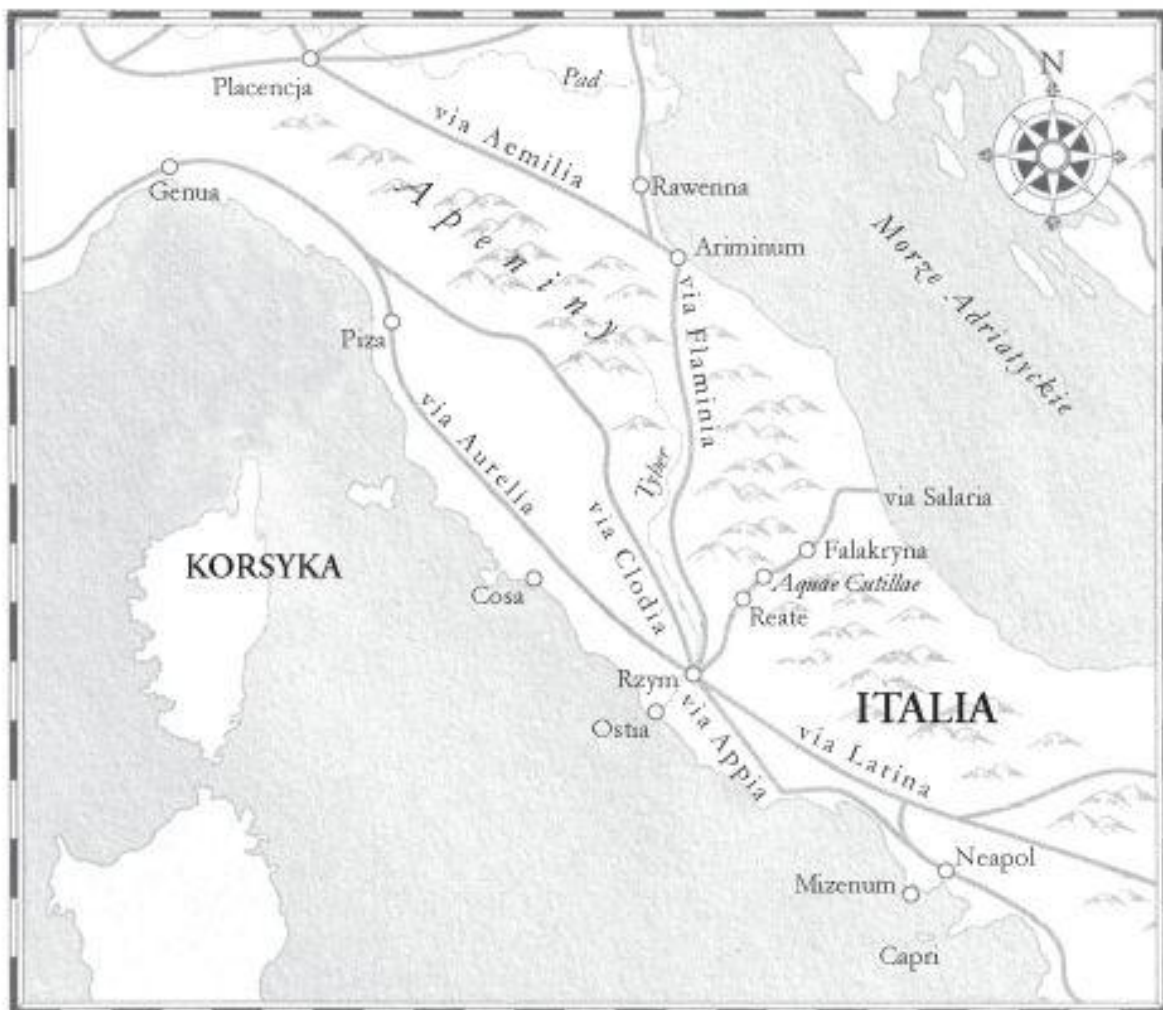 N
Placencja
Pad
via Aemilia
Genua
Rawenna
Apeniny
Ariminum
Morze Adriatyckie
Piza
via Flaminia
via Aurelia
Tyber
via Salaria
via Clodia
Falakryna
KORSYKA
Aquae Cutillae
Cosa
Reate
Rzym
ITALIA
Ostia
via Appia
via Latina
Neapol
Mizenum
Capri